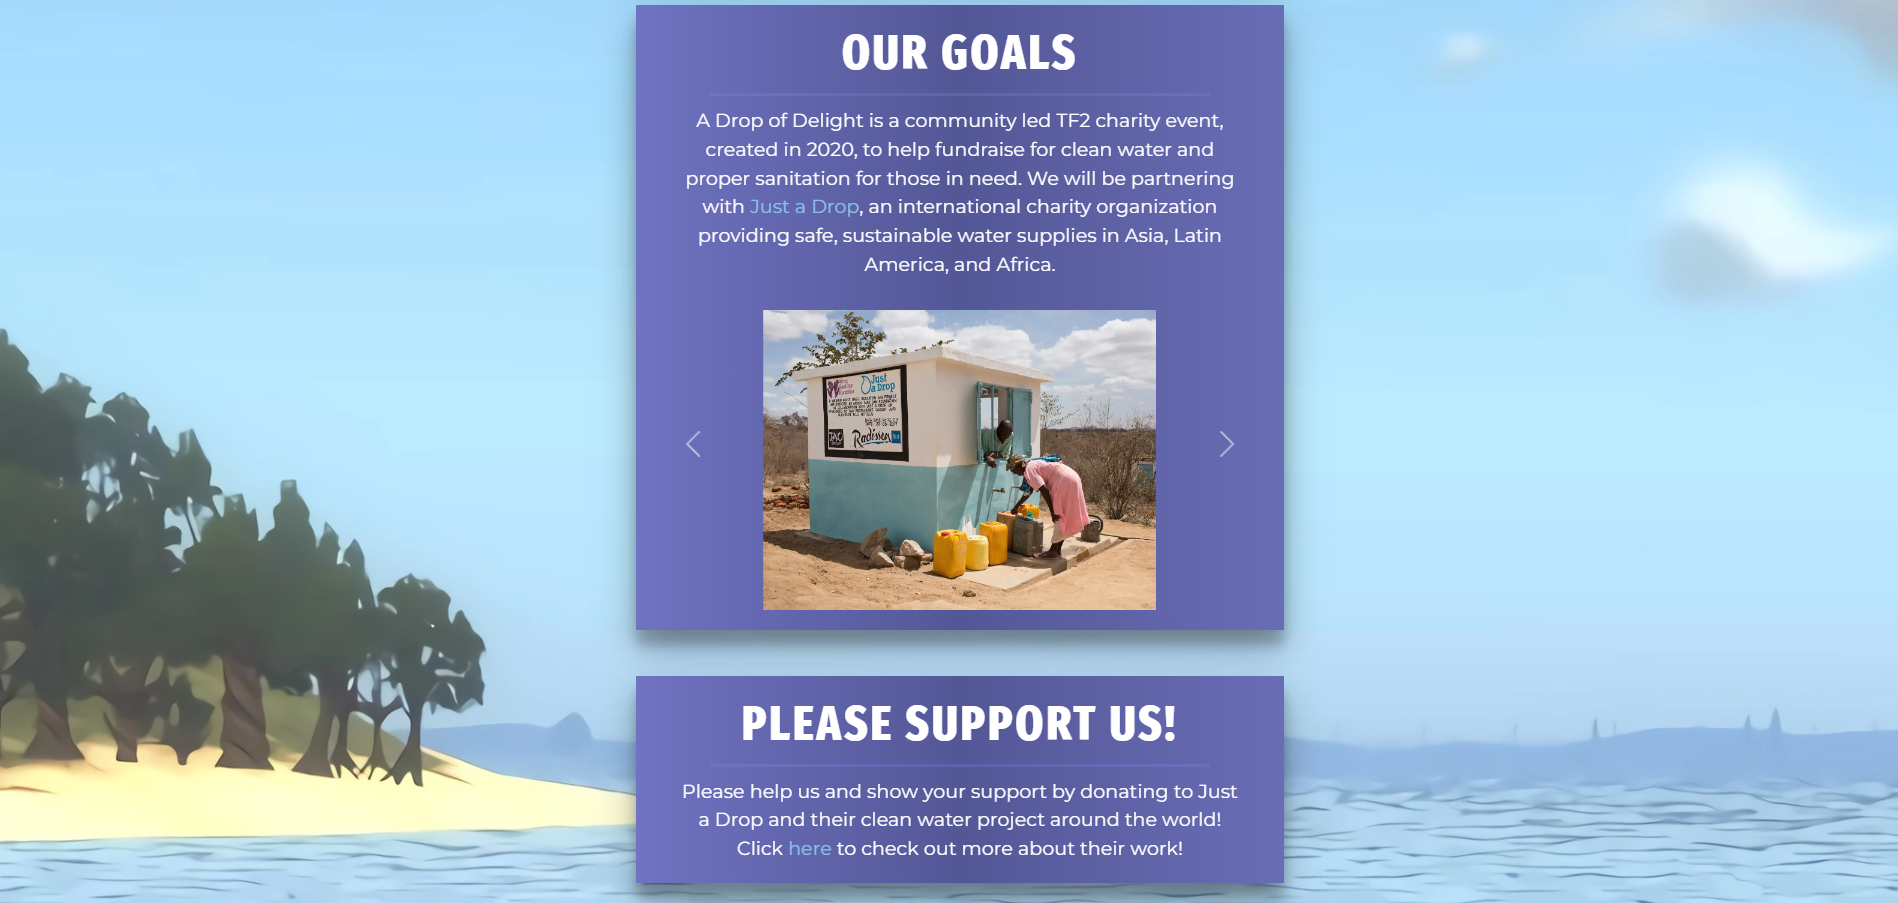 OUR GOALS
A Drop of Delight is a community led TF2 charity event,
created in 2020, to help fundraise for clean water and
proper sanitation for those in need. We will be partnering
with Just a Drop, an international charity organization
providing safe, sustainable water supplies in Asia, Latin
America, and Africa.
Just
a Drop
Radisson
PLEASE SUPPORT US!
Please help us and show your support by donating to Just
a Drop and their clean water project around the world!
Click here to check out more about their work!